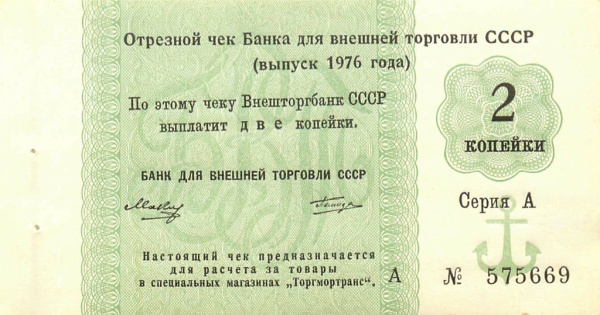 Отрезной чек Банка для внешней торговли СССР
(выпуск 1976 года)
По этому чеку Внешторгбанк СССР
выплатит две копейки.
2
КОПЕЙКИ
БАНК ДЛЯ ВНЕШНЕЙ ТОРГОВЛИ СССР
Серия А
Настоящий чек предназначается
для расчета за товары
в специальных магазинах „Торгмортранс“.
А № 575669